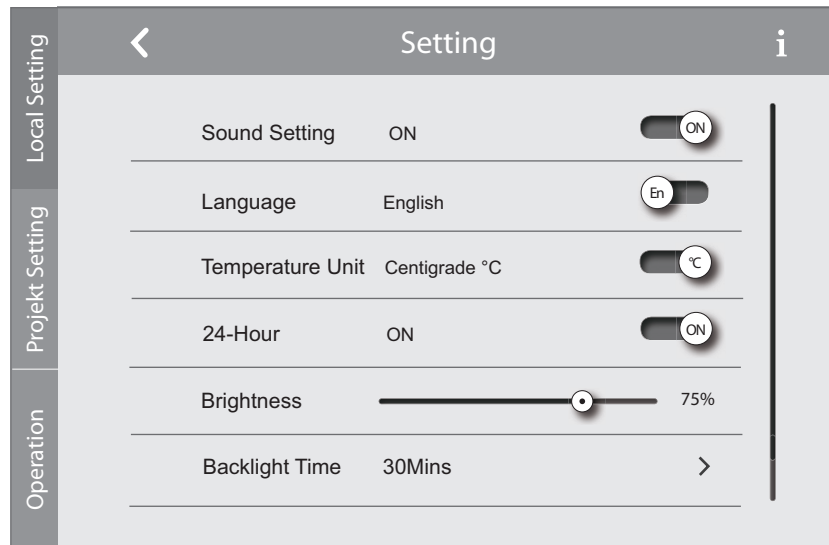 Setting
i
Local Setting
Projekt Setting
Operation
Sound Setting ON ON
Language English En
Temperature Unit Centigrade °C °C
24-Hour ON ON
Brightness 75%
Backlight Time 30Mins